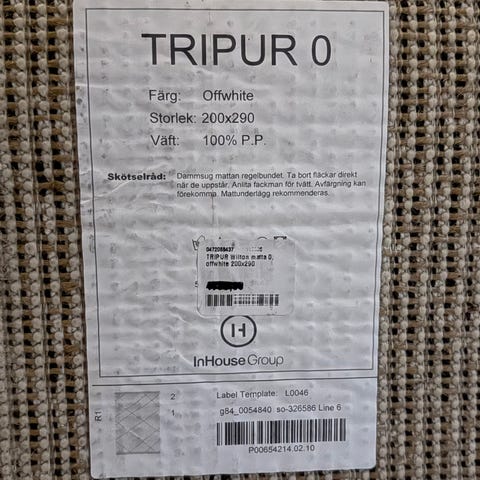 TRIPUR 0
Färg: Offwhite
Storlek: 200x290
Väft: 100% P.P.
Skötselråd: Dammsug mattan regelbundet. Ta bort fläckar direkt
när de uppstår. Anlita fackman för tvätt. Avfärgning kan
förekomma. Mattunderlägg rekommenderas.
TRIPUR Wilton matta 0,
offwhite 200x290
H
InHouse Group
R1
2
1
Label Template: L0046
g84_0054840 so-326586 Line 6
P00654214.02.10